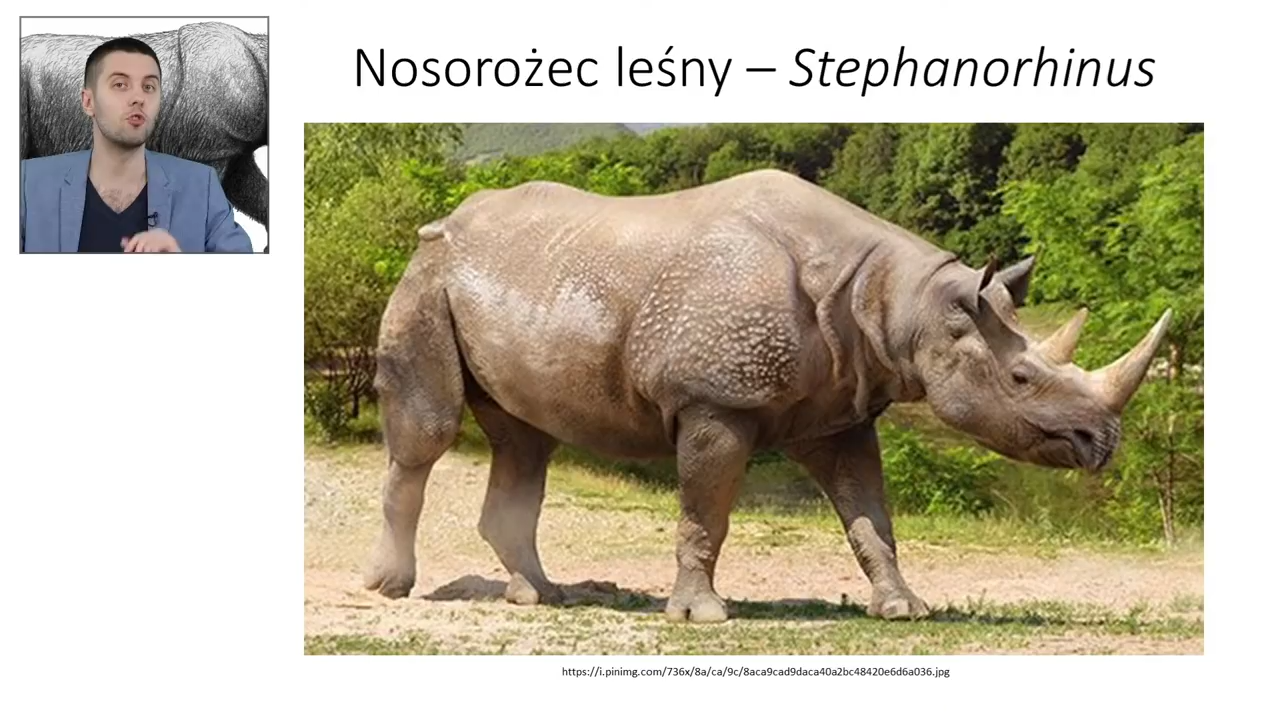 Nosorożec leśny – Stephanorhinus
https://i.pinimg.com/736x/8a/ca/9c/8aca9cad9daca40a2bc48420e6d6a036.jpg